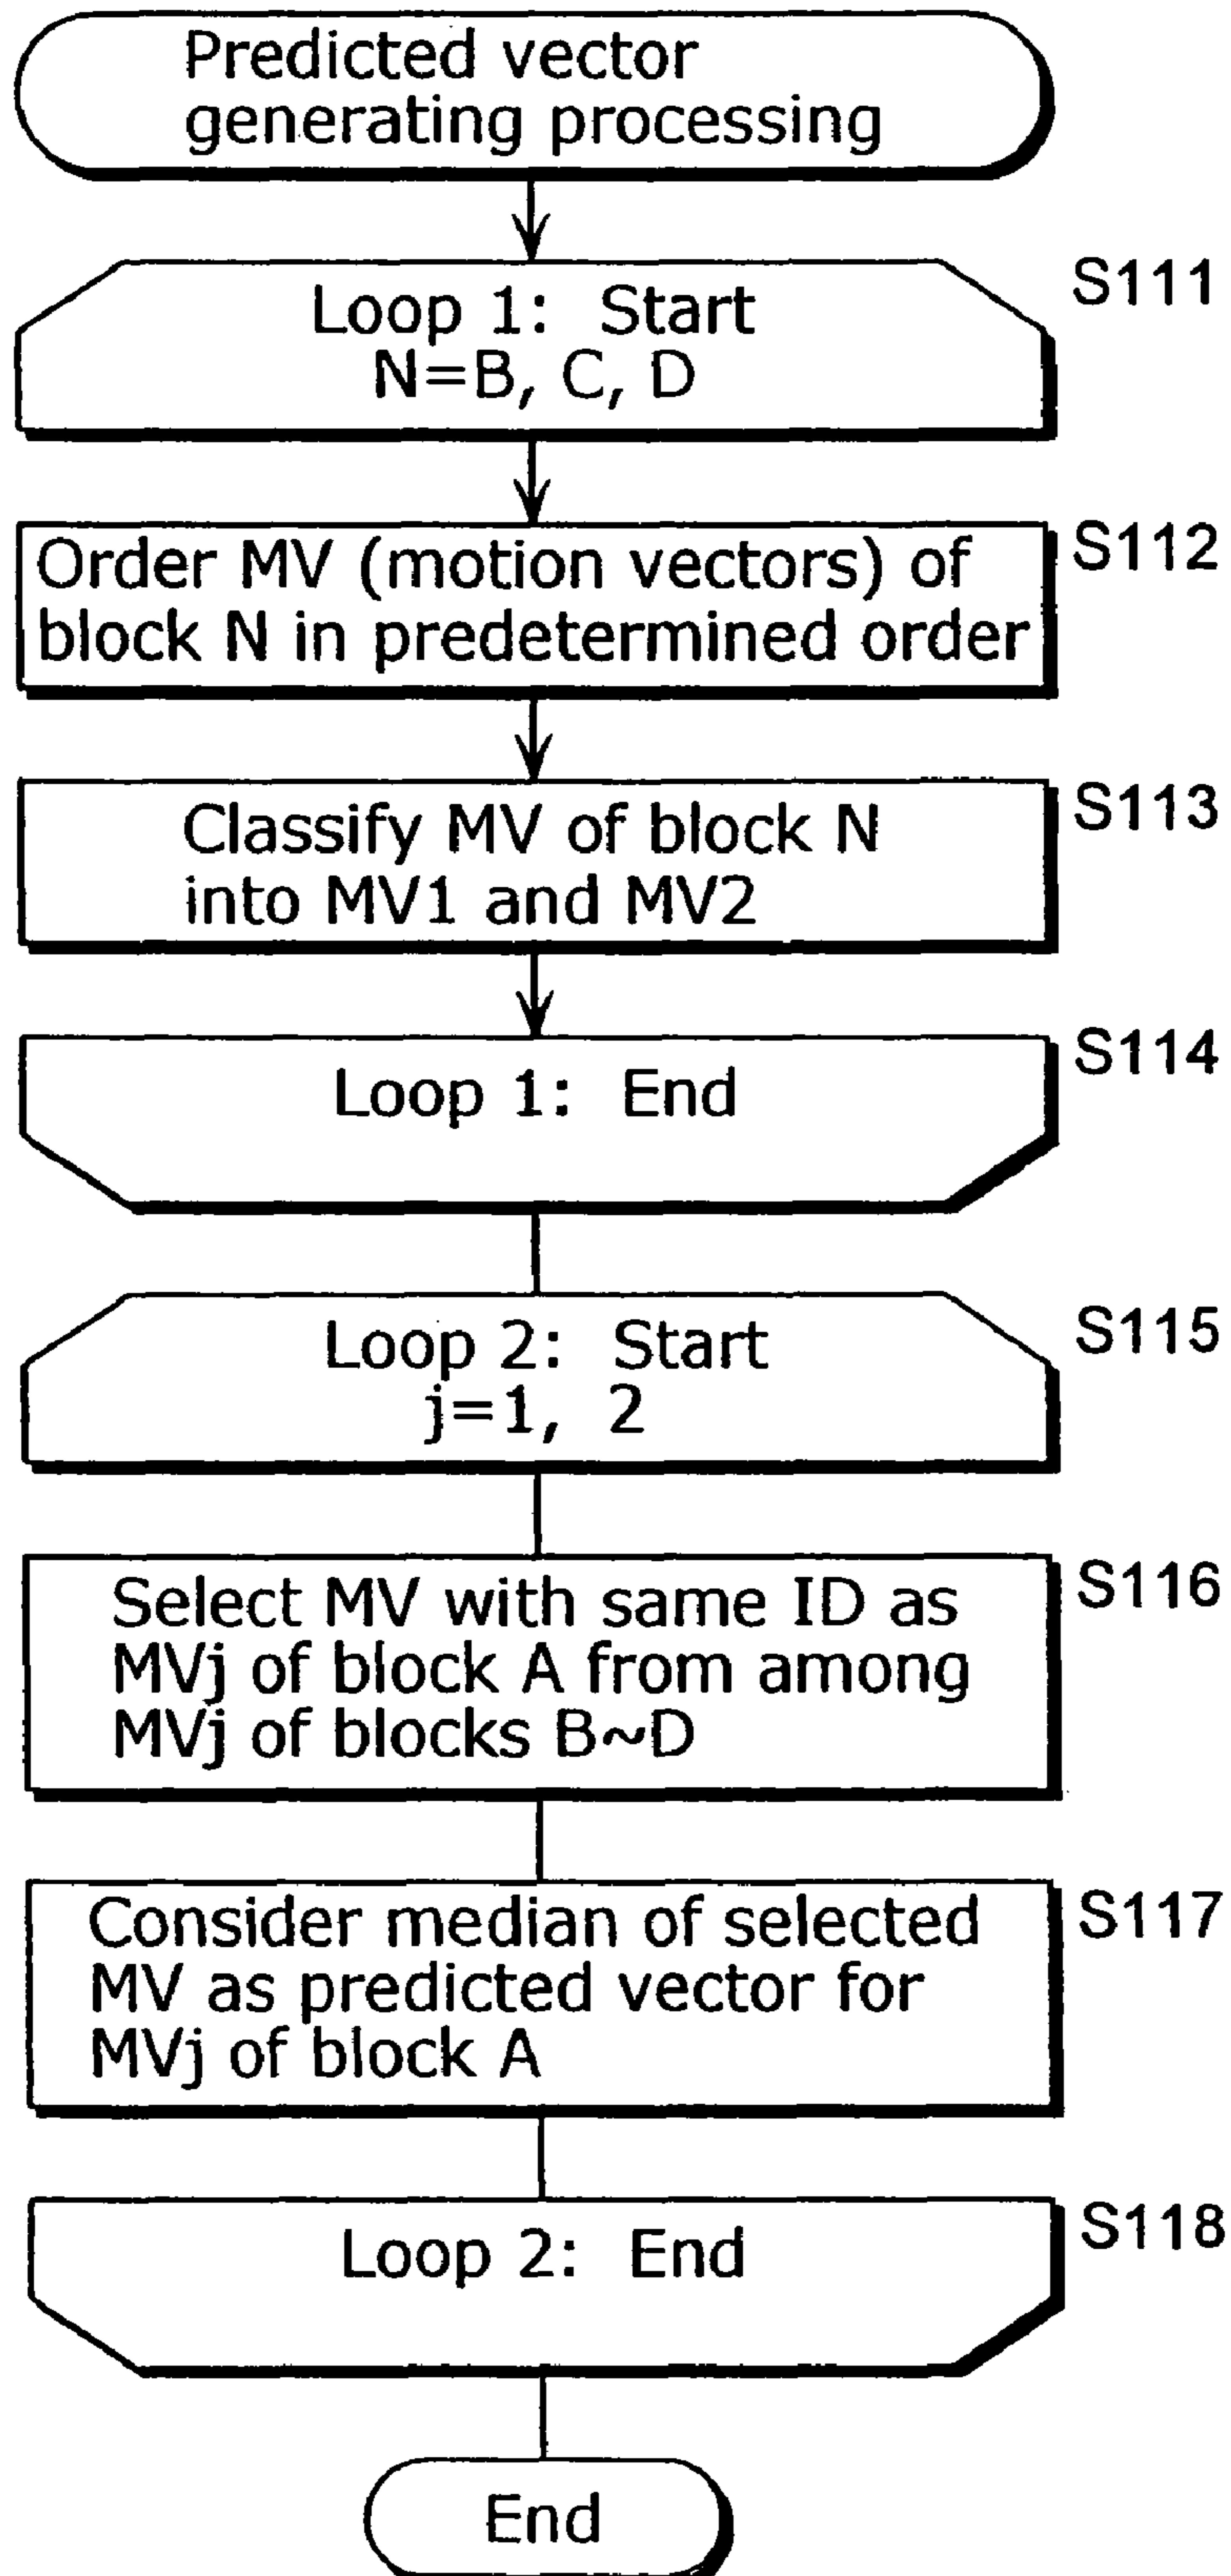 Predicted vector
generating processing
S111
Loop 1: Start
N=B, C, D
S112
Order MV (motion vectors) of
block N in predetermined order
S113
Classify MV of block N
into MV1 and MV2
S114
Loop 1: End
S115
Loop 2: Start
j=1, 2
S116
Select MV with same ID as
MVj of block A from among
MVj of blocks B~D
S117
Consider median of selected
MV as predicted vector for
MVj of block A
S118
Loop 2: End
End